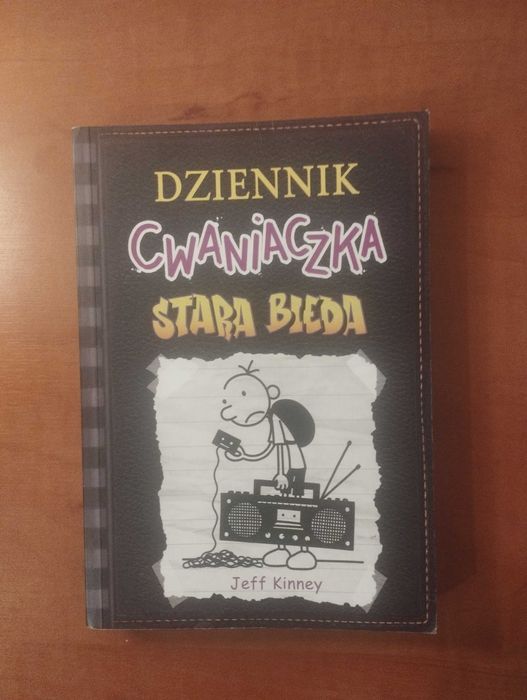 DZIENNIK
CWANIACZKA
STARA BIEDA
Jeff Kinney